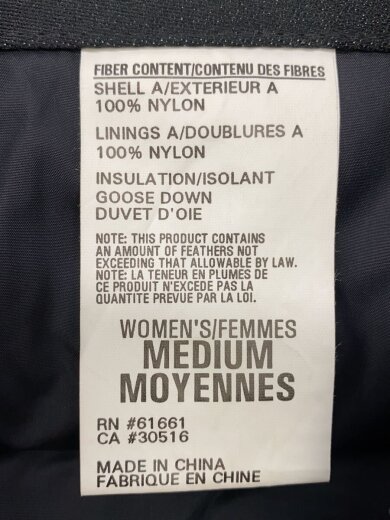 FIBER CONTENT/CONTENU DES FIBRES
SHELL A/EXTERIEUR A
100% NYLON
LININGS A/DOUBLURES A
100% NYLON
INSULATION/ISOLANT
GOOSE DOWN
DUVET D'OIE
NOTE: THIS PRODUCT CONTAINS
AN AMOUNT OF FEATHERS NOT
EXCEEDING THAT ALLOWABLE BY LAW.
NOTE: LA TENEUR EN PLUMES DE
CE PRODUIT N'EXCEDE PAS LA
QUANTITE PREVUE PAR LA LOI.
WOMEN'S/FEMMES
MEDIUM
MOYENNES
RN #61661
CA #30516
MADE IN CHINA
FABRIQUE EN CHINE